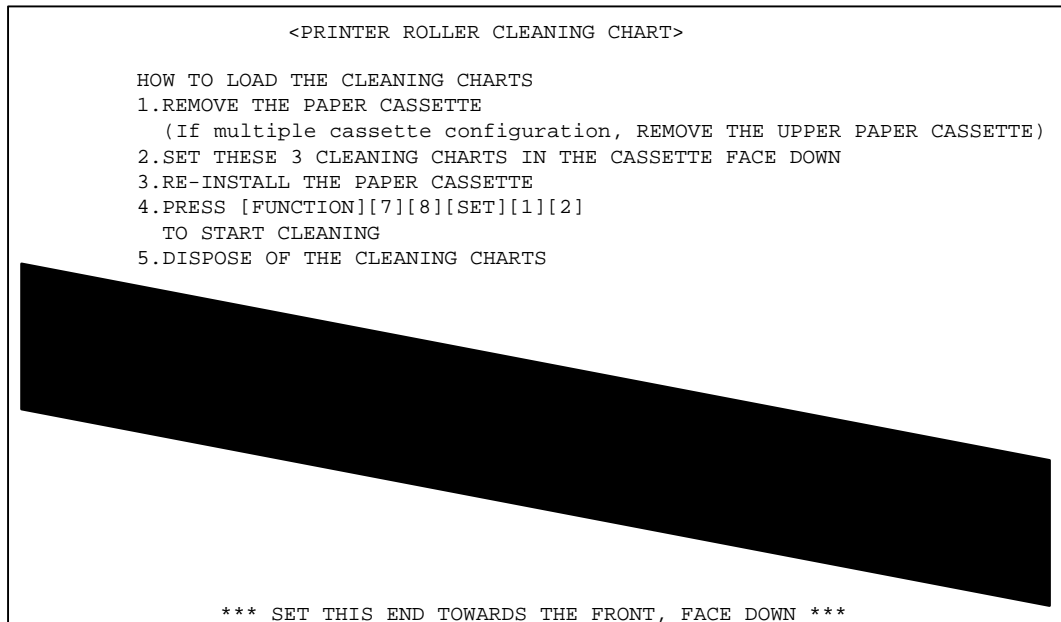 <PRINTER ROLLER CLEANING CHART>
HOW TO LOAD THE CLEANING CHARTS
1.REMOVE THE PAPER CASSETTE
(If multiple cassette configuration, REMOVE THE UPPER PAPER CASSETTE)
2.SET THESE 3 CLEANING CHARTS IN THE CASSETTE FACE DOWN
3.RE-INSTALL THE PAPER CASSETTE
4.PRESS [FUNCTION][7][8][SET][1][2]
TO START CLEANING
5.DISPOSE OF THE CLEANING CHARTS
*** SET THIS END TOWARDS THE FRONT, FACE DOWN ***